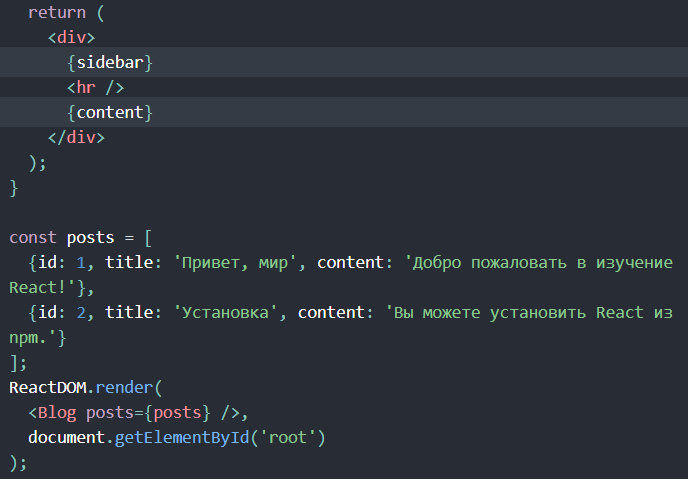 return (
<div>
{sidebar}
<hr />
{content}
</div>
);
}
const posts = [
{id: 1, title: 'Привет, мир', content: 'Добро пожаловать в изучение
React!'},
{id: 2, title: 'Установка', content: 'Вы можете установить React из
npm.'}
];
ReactDOM.render(
<Blog posts={posts} />,
document.getElementById('root')
);